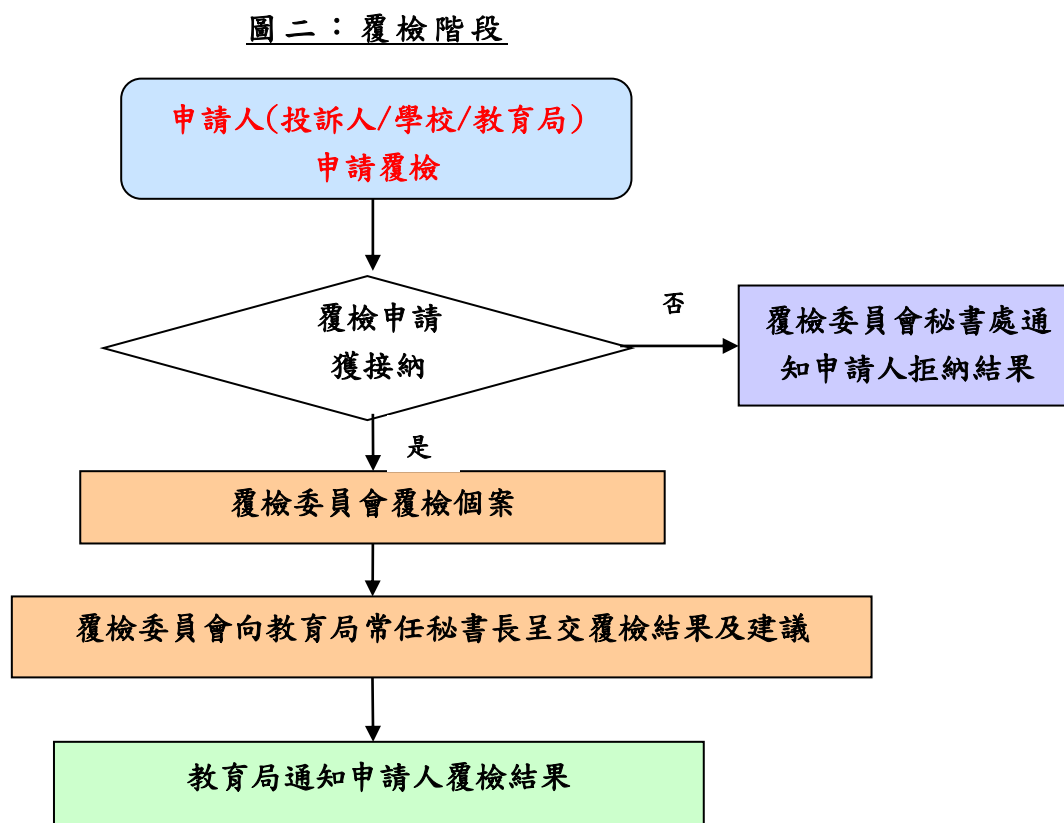 圖二：覆檢階段
申請人(投訴人/學校/教育局)
申請覆檢
覆檢申請
獲接納
否
覆檢委員會秘書處通
知申請人拒納結果
是
覆檢委員會覆檢個案
覆檢委員會向教育局常任秘書長呈交覆檢結果及建議
教育局通知申請人覆檢結果